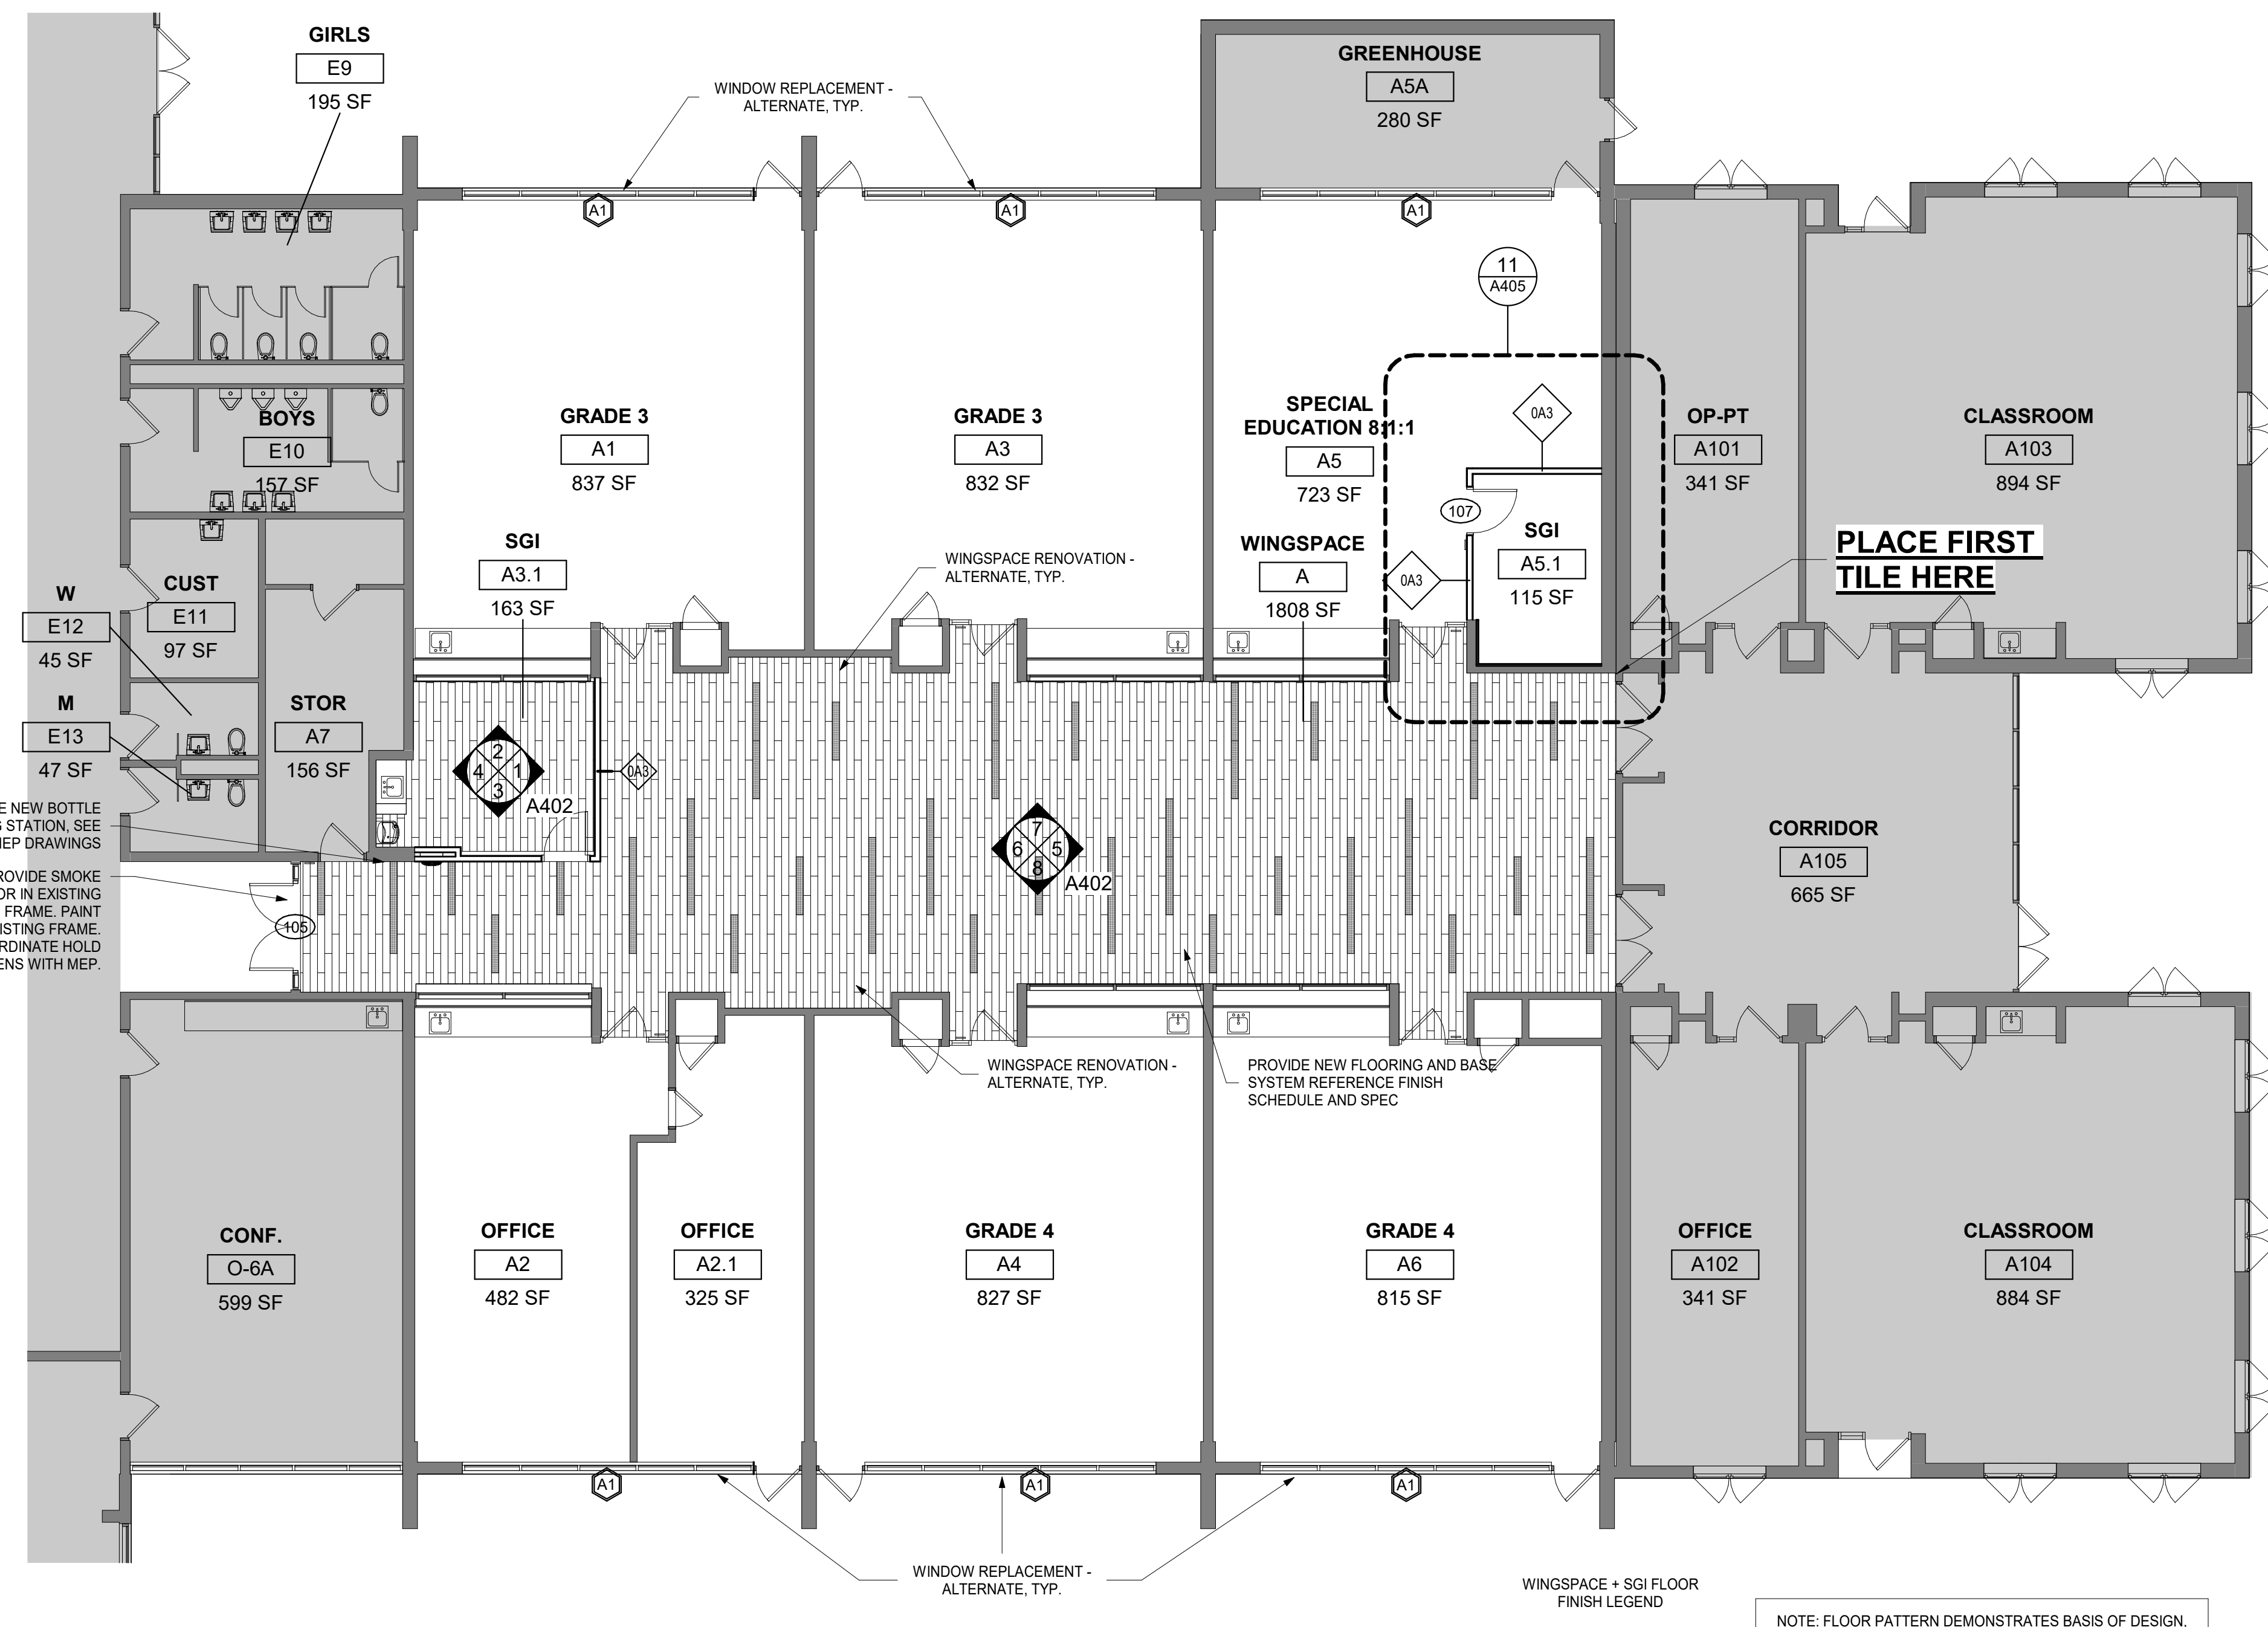 GIRLS
E9
195 SF
WINDOW REPLACEMENT -
ALTERNATE, TYP.
GREENHOUSE
A5A
280 SF
A1
A1
A1
11
A405
BOYS
E10
157 SF
GRADE 3
A1
837 SF
GRADE 3
A3
832 SF
SPECIAL
EDUCATION 8:1:1
A5
723 SF
0A3
OP-PT
A101
341 SF
CLASSROOM
A103
894 SF
107
SGI
A3.1
163 SF
WINGSPACE RENOVATION -
ALTERNATE, TYP.
WINGSPACE
A
1808 SF
0A3
SGI
A5.1
115 SF
PLACE FIRST
TILE HERE
W
E12
45 SF
CUST
E11
97 SF
M
E13
47 SF
STOR
A7
156 SF
2
4
1
3
A402
0A3
E NEW BOTTLE
G STATION, SEE
MEP DRAWINGS
ROVIDE SMOKE
OR IN EXISTING
FRAME. PAINT
ISTING FRAME.
RDINATE HOLD
ENS WITH MEP.
105
7
6
5
8
A402
CORRIDOR
A105
665 SF
WINGSPACE RENOVATION -
ALTERNATE, TYP.
PROVIDE NEW FLOORING AND BASE
SYSTEM REFERENCE FINISH
SCHEDULE AND SPEC
CONF.
O-6A
599 SF
OFFICE
A2
482 SF
OFFICE
A2.1
325 SF
GRADE 4
A4
827 SF
GRADE 4
A6
815 SF
OFFICE
A102
341 SF
CLASSROOM
A104
884 SF
A1
A1
A1
WINDOW REPLACEMENT -
ALTERNATE, TYP.
WINGSPACE + SGI FLOOR
FINISH LEGEND
NOTE: FLOOR PATTERN DEMONSTRATES BASIS OF DESIGN,